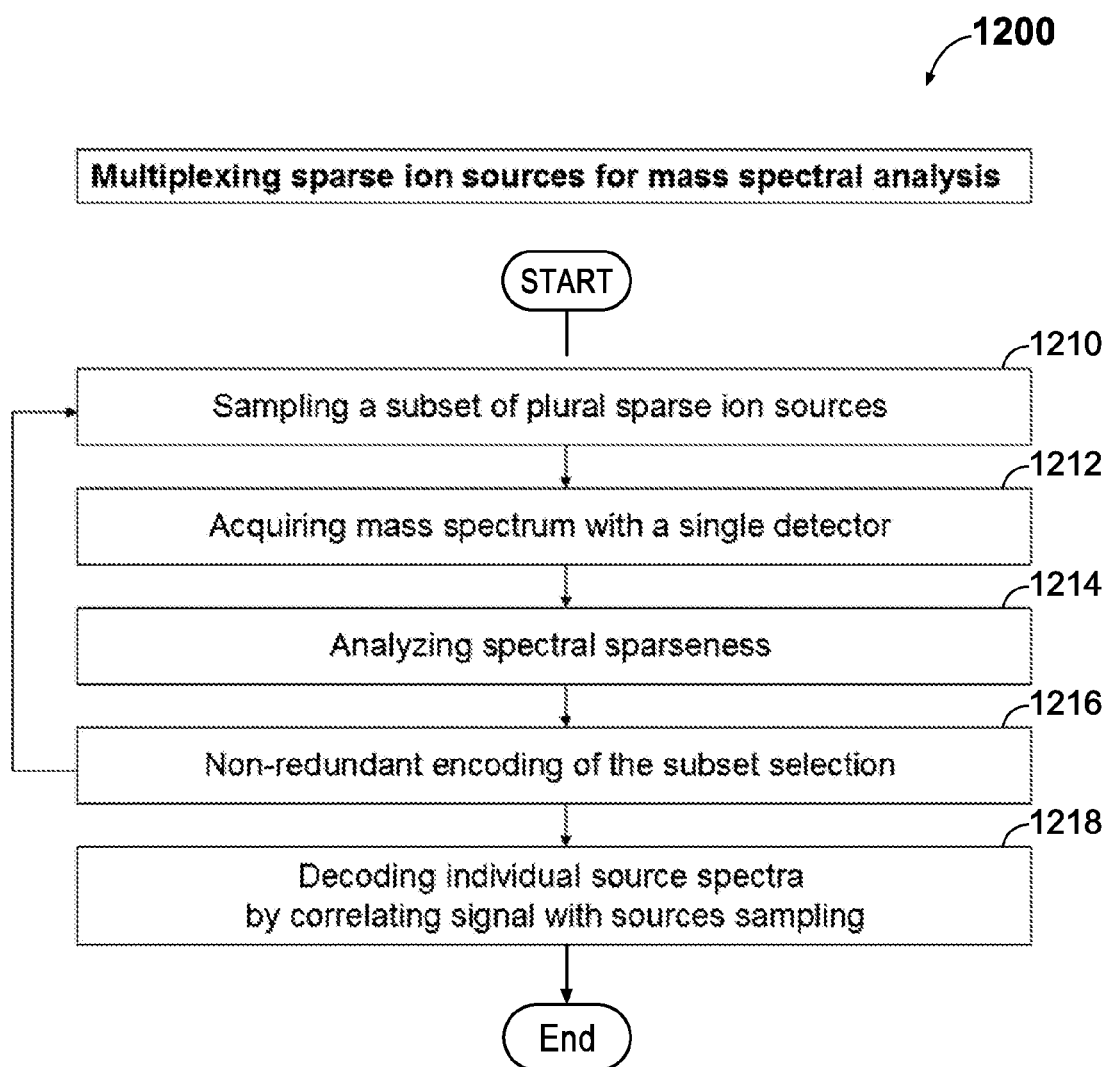 1200
Multiplexing sparse ion sources for mass spectral analysis
START
1210
Sampling a subset of plural sparse ion sources
1212
Acquiring mass spectrum with a single detector
1214
Analyzing spectral sparseness
1216
Non-redundant encoding of the subset selection
1218
Decoding individual source spectra
by correlating signal with sources sampling
End